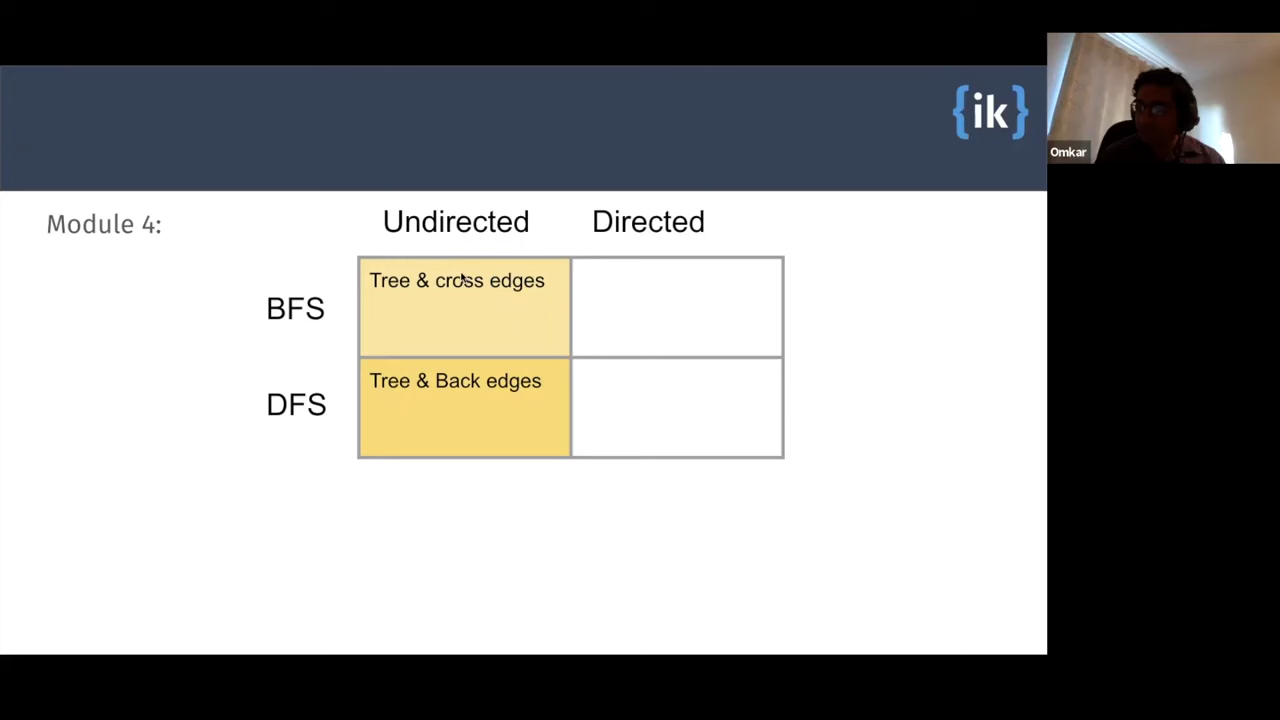 {ik}
Omkar
Module 4:
Undirected
Directed
BFS
Tree & cross edges
DFS
Tree & Back edges